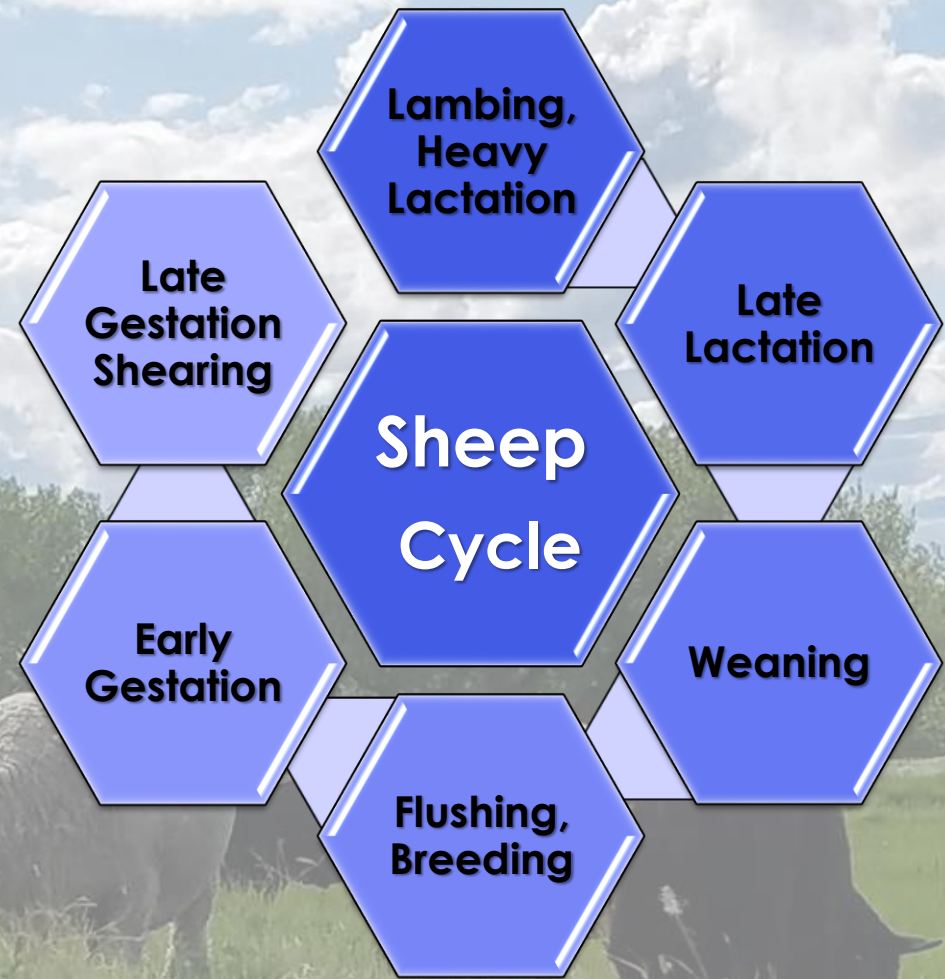 Lambing,
Heavy
Lactation
Late
Lactation
Weaning
Flushing,
Breeding
Early
Gestation
Late
Gestation
Shearing
Sheep
Cycle